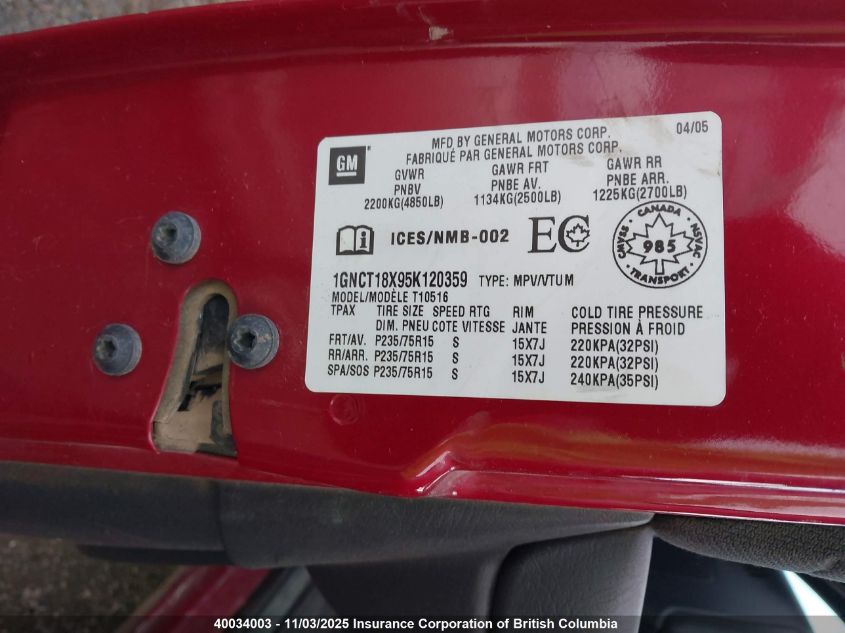 GM
MFD BY GENERAL MOTORS CORP. 04/05
FABRIQUÉ PAR GENERAL MOTORS CORP.
GVWR GAWR FRT GAWR RR
PNBV PNBE AV. PNBE ARR.
2200KG(4850LB) 1134KG(2500LB) 1225KG(2700LB)
i ICES/NMB-002 EC
CANADA
CMVSS 985 NSVAC
TRANSPORT
1GNCT18X95K120359 TYPE: MPV/VTUM
MODEL/MODÈLE T10516
TPAX TIRE SIZE SPEED RTG RIM COLD TIRE PRESSURE
DIM. PNEU COTE VITESSE JANTE PRESSION À FROID
FRT/AV. P235/75R15 S 15X7J 220KPA(32PSI)
RR/ARR. P235/75R15 S 15X7J 220KPA(32PSI)
SPA/SOS P235/75R15 S 15X7J 240KPA(35PSI)
40034003 - 11/03/2025 Insurance Corporation of British Columbia